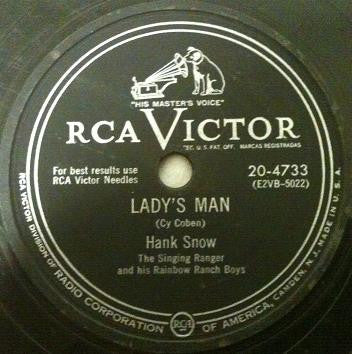 "HIS MASTER'S VOICE"
RCA VICTOR
"REG. U.S. PAT. OFF. MARCAS REGISTRADAS
For best results use
RCA Victor Needles
20-4733
(E2VB-5022)
LADY'S MAN
(Cy Coben)
Hank Snow
The Singing Ranger
and his Rainbow Ranch Boys
RCA VICTOR DIVISION OF RADIO CORPORATION OF AMERICA, CAMDEN, N. J. MADE IN U. S. A.
RCA